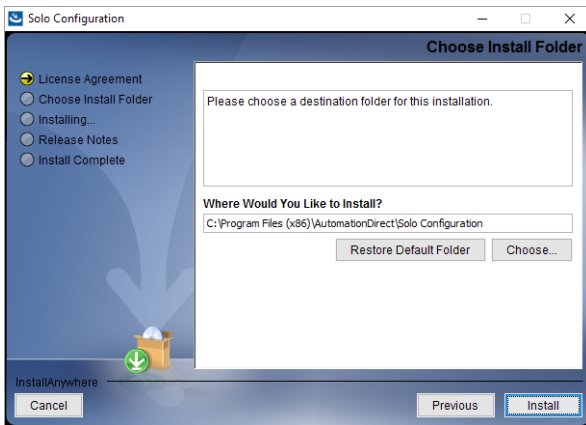 Solo Configuration
Choose Install Folder
License Agreement
Choose Install Folder
Installing...
Release Notes
Install Complete
Please choose a destination folder for this installation.
Where Would You Like to Install?
C:\Program Files (x86)\AutomationDirect\Solo Configuration
Restore Default Folder
Choose...
InstallAnywhere
Cancel
Previous
Install